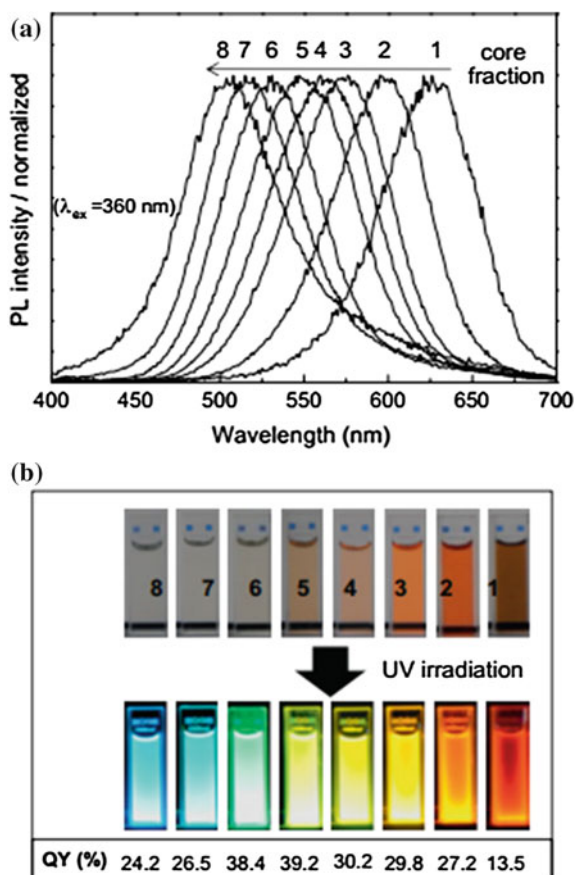 (a)
8 7 6 5 4 3 2 1 core
fraction
(λex =360 nm)
PL intensity / normalized
400 450 500 550 600 650 700
Wavelength (nm)
(b)
8 7 6 5 4 3 2 1
UV irradiation
QY (%) 24.2 26.5 38.4 39.2 30.2 29.8 27.2 13.5